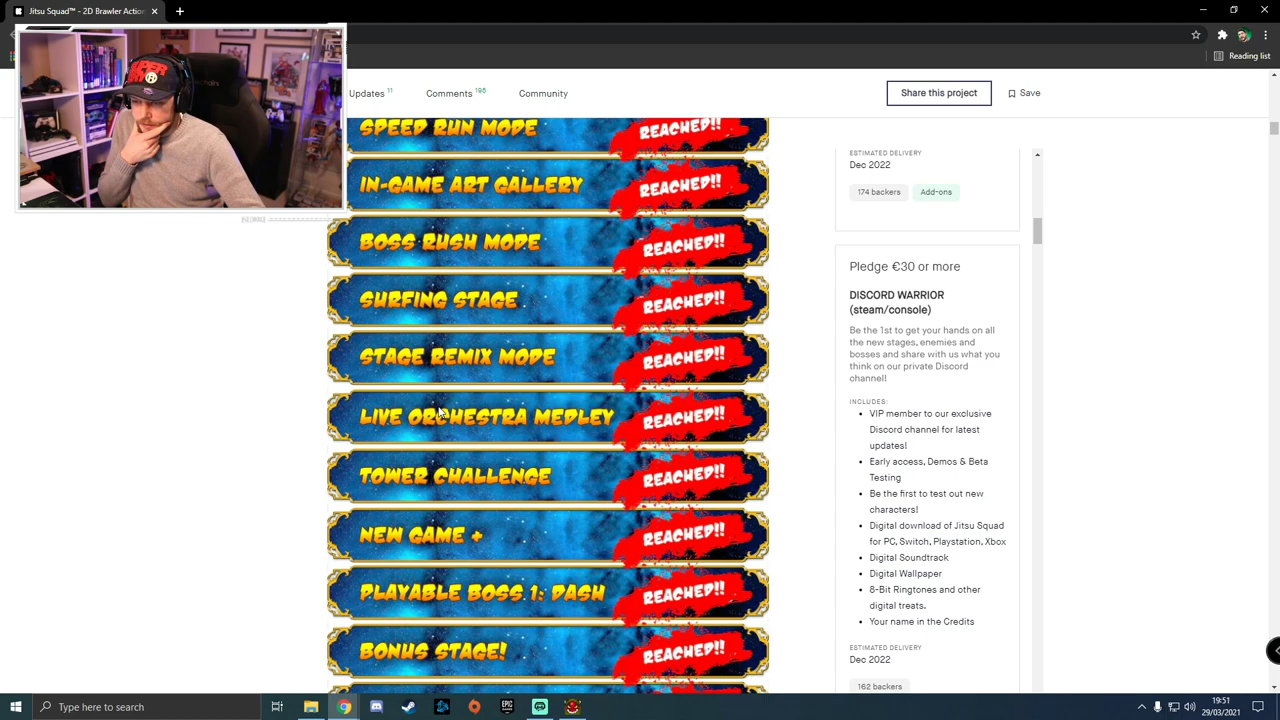 Jitsu Squad™ - 2D Brawler Actio
Reading list
Updates 11
Comments 195
Community
Share this project
Save
SUPER
SPEED RUN MODE
REACHED!!
IN-GAME ART GALLERY
REACHED!!
BOSS RUSH MODE
REACHED!!
SURFING STAGE
REACHED!!
STAGE REMIX MODE
REACHED!!
LIVE ORCHESTRA MEDLEY
REACHED!!
TOWER CHALLENGE
REACHED!!
NEW GAME +
REACHED!!
PLAYABLE BOSS 1: DASH
REACHED!!
BONUS STAGE!
REACHED!!
ESTIMATED DELIVERY
Dec 2022
174 backers
Add-ons
Pledge €30 or more
DISCORD WARRIOR
(steam/console)
Be the 1st to get your hands on all
the new stages, enemies and
bosses and share with us what you
think on our private Discord
channel!
INCLUDES:
VIP member to our exclusive
Discord channel for latest
updates!
Early access, Demos & Beta
Testing
Be the first to test out new
characters!
Digital download of Jitsu Squad
for PC, Switch, Playstation, Xbox
Digital Soundtrack
Digital Wallpaper
8-Bit Ringtones and other
digital treats.
Your name in the Credits
ESTIMATED DELIVERY
Dec 2022
162 backers
Type here to search
EPIC
19:51
29/03/2021